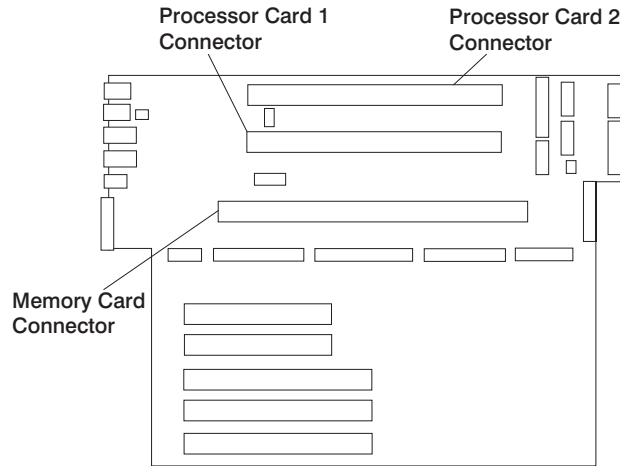 Processor Card 1
Connector
Processor Card 2
Connector
Memory Card
Connector